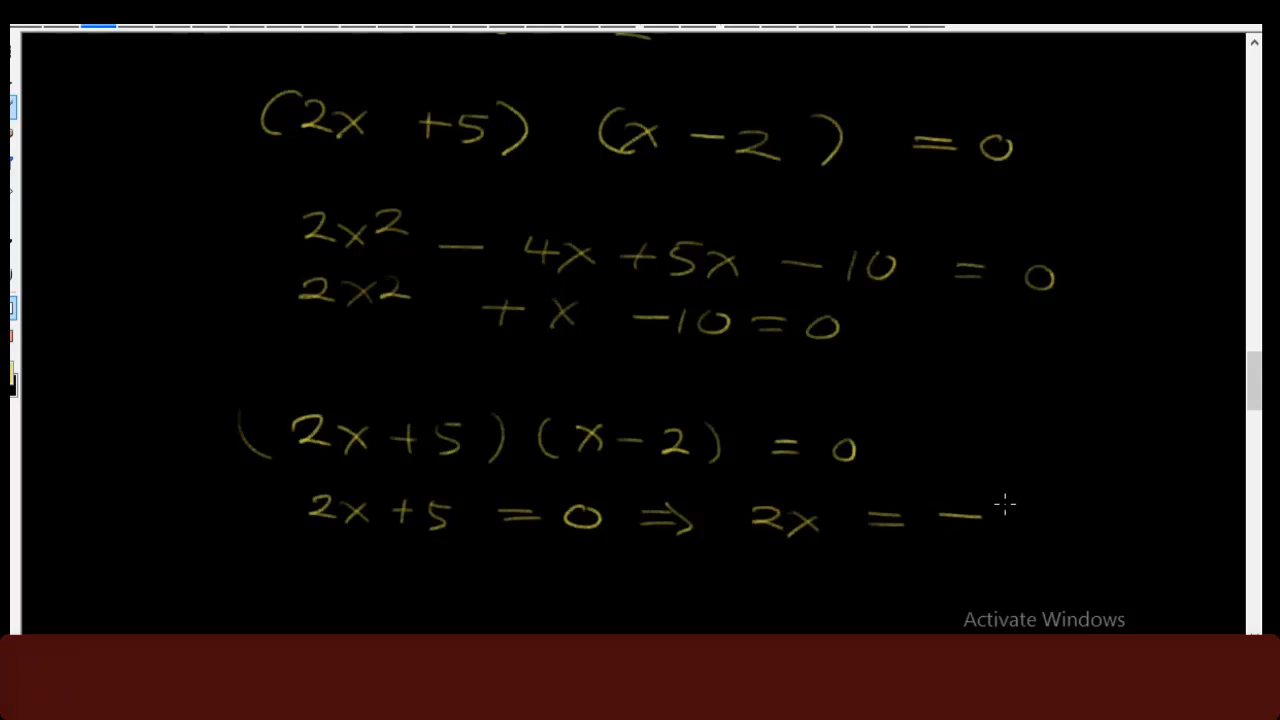 (2x +5) (x - 2) = 0
2x² - 4x + 5x - 10 = 0
2x² + x - 10 = 0
(2x + 5) (x - 2) = 0
2x + 5 = 0 ⇒ 2x = -
Activate Windows